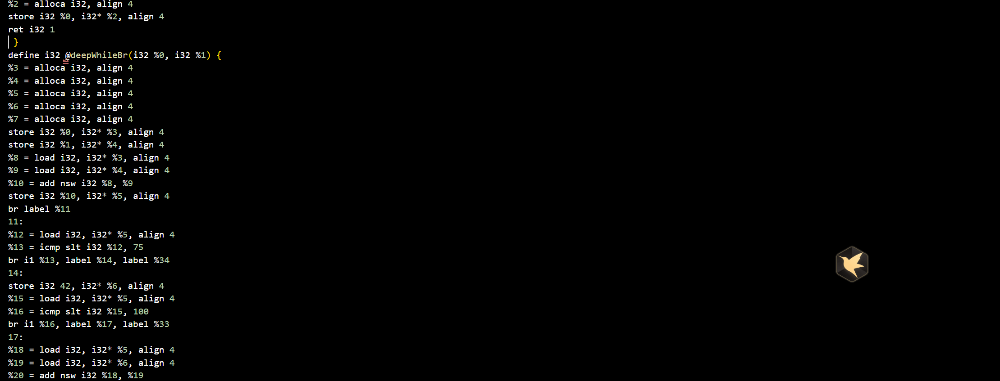 %2 = alloca i32, align 4
store i32 %0, i32* %2, align 4
ret i32 1
}
define i32 @deepWhileBr(i32 %0, i32 %1) {
%3 = alloca i32, align 4
%4 = alloca i32, align 4
%5 = alloca i32, align 4
%6 = alloca i32, align 4
%7 = alloca i32, align 4
store i32 %0, i32* %3, align 4
store i32 %1, i32* %4, align 4
%8 = load i32, i32* %3, align 4
%9 = load i32, i32* %4, align 4
%10 = add nsw i32 %8, %9
store i32 %10, i32* %5, align 4
br label %11
11:
%12 = load i32, i32* %5, align 4
%13 = icmp slt i32 %12, 75
br i1 %13, label %14, label %34
14:
store i32 42, i32* %6, align 4
%15 = load i32, i32* %5, align 4
%16 = icmp slt i32 %15, 100
br i1 %16, label %17, label %33
17:
%18 = load i32, i32* %5, align 4
%19 = load i32, i32* %6, align 4
%20 = add nsw i32 %18, %19